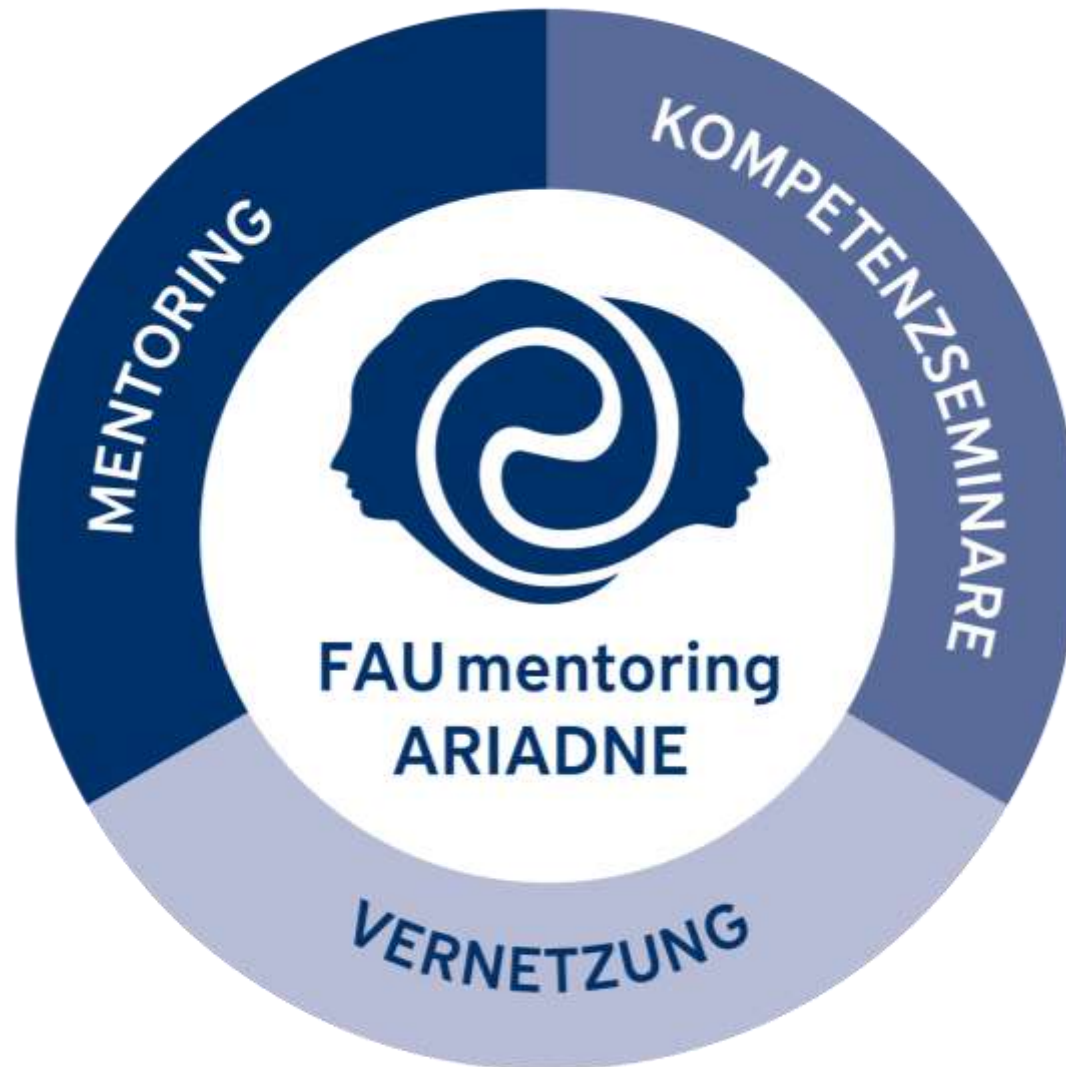 MENTORING
KOMPETENZSEMINARE
FAU mentoring
ARIADNE
VERNETZUNG